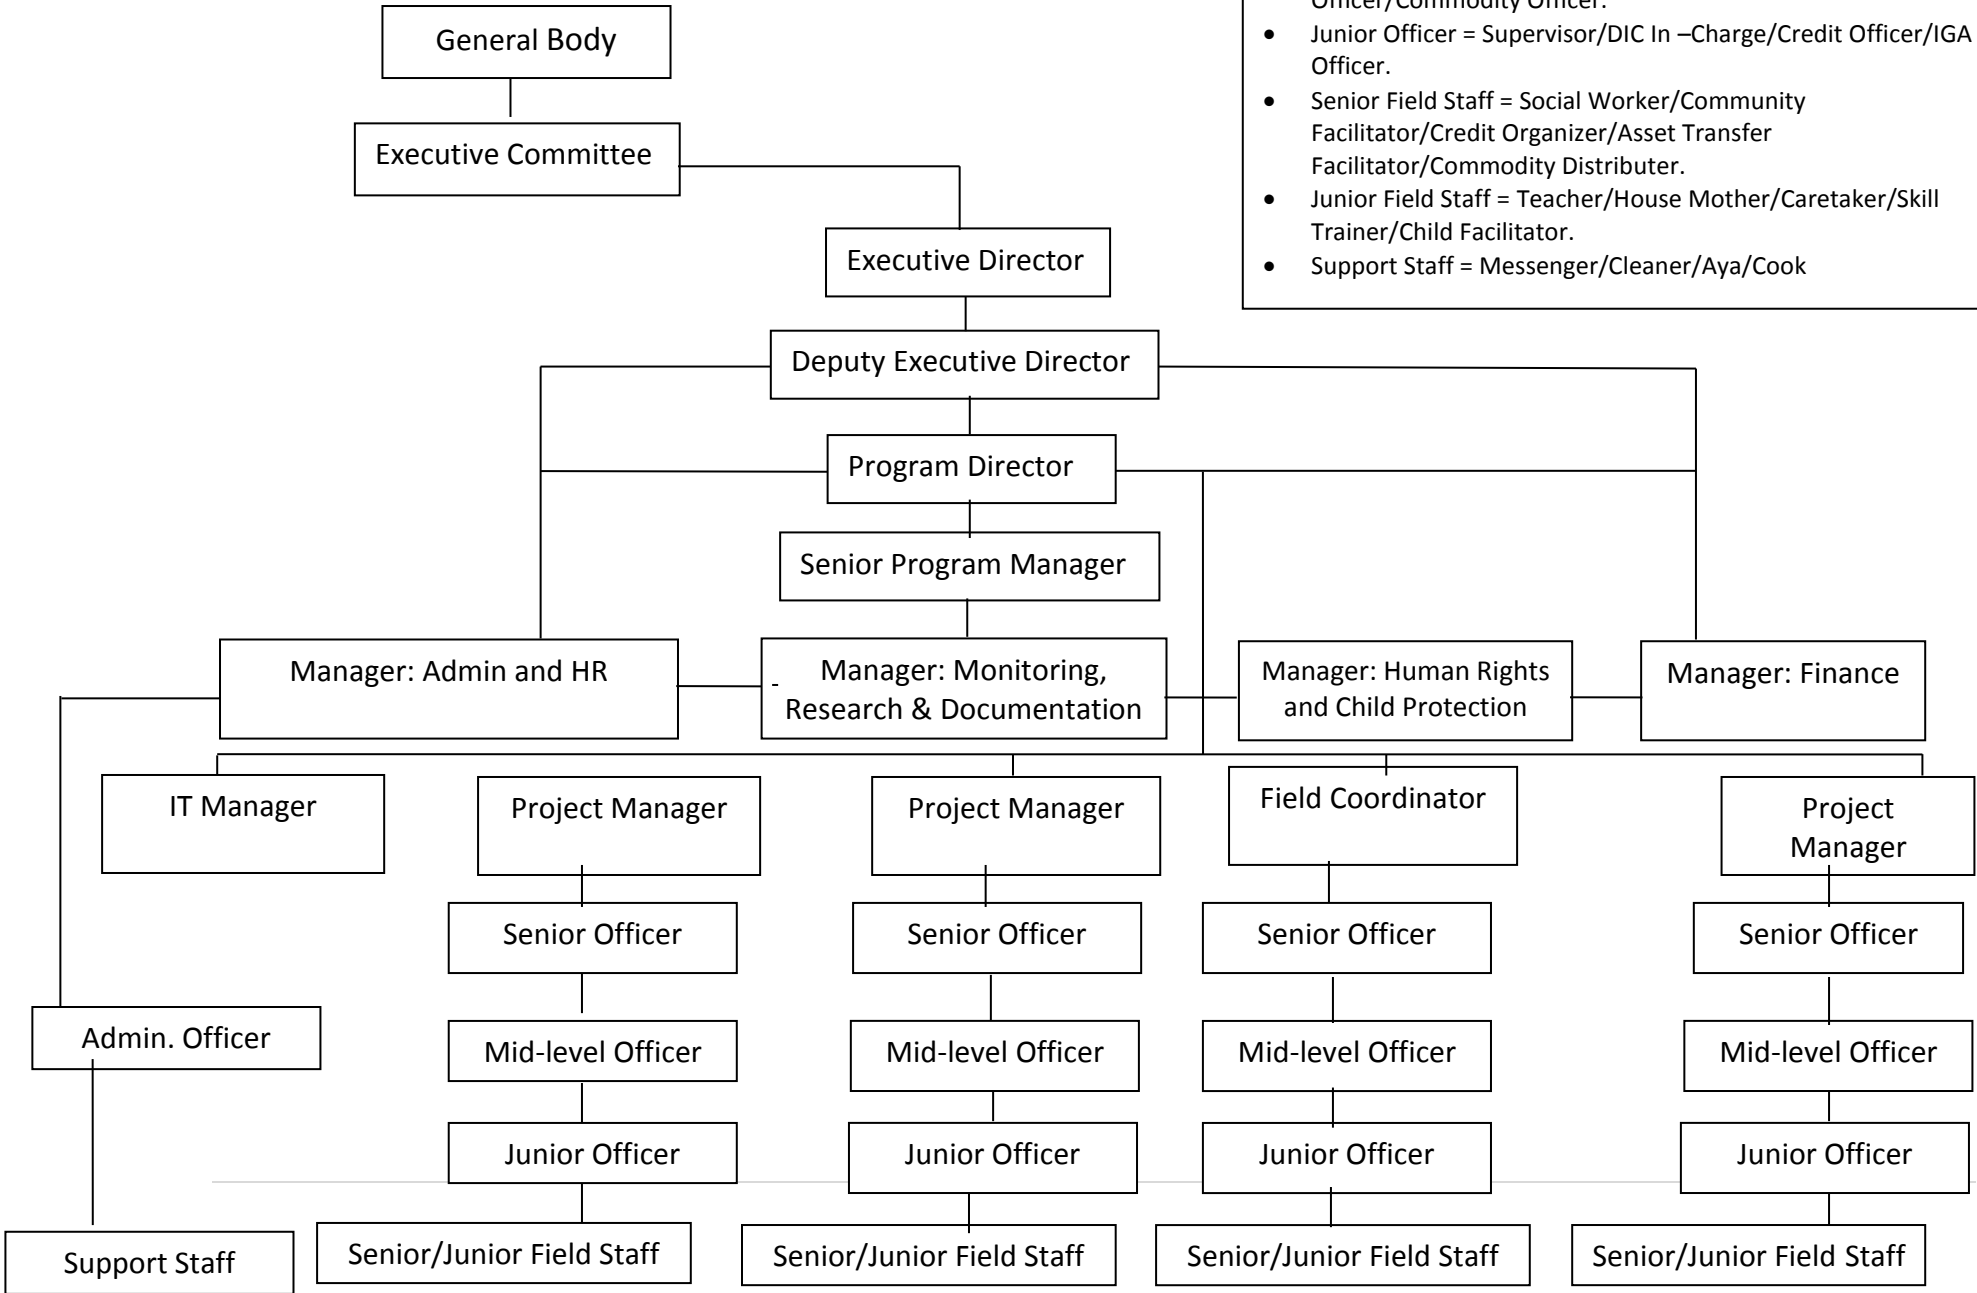 Officer/Commodity Officer.
• Junior Officer = Supervisor/DIC In –Charge/Credit Officer/IGA
Officer.
• Senior Field Staff = Social Worker/Community
Facilitator/Credit Organizer/Asset Transfer
Facilitator/Commodity Distributer.
• Junior Field Staff = Teacher/House Mother/Caretaker/Skill
Trainer/Child Facilitator.
• Support Staff = Messenger/Cleaner/Aya/Cook
General Body
Executive Committee
Executive Director
Deputy Executive Director
Program Director
Senior Program Manager
Manager: Admin and HR
-
Manager: Monitoring,
Research & Documentation
Manager: Human Rights
and Child Protection
Manager: Finance
IT Manager
Project Manager
Project Manager
Field Coordinator
Project
Manager
Senior Officer
Senior Officer
Senior Officer
Senior Officer
Admin. Officer
Mid-level Officer
Mid-level Officer
Mid-level Officer
Mid-level Officer
Junior Officer
Junior Officer
Junior Officer
Junior Officer
Support Staff
Senior/Junior Field Staff
Senior/Junior Field Staff
Senior/Junior Field Staff
Senior/Junior Field Staff